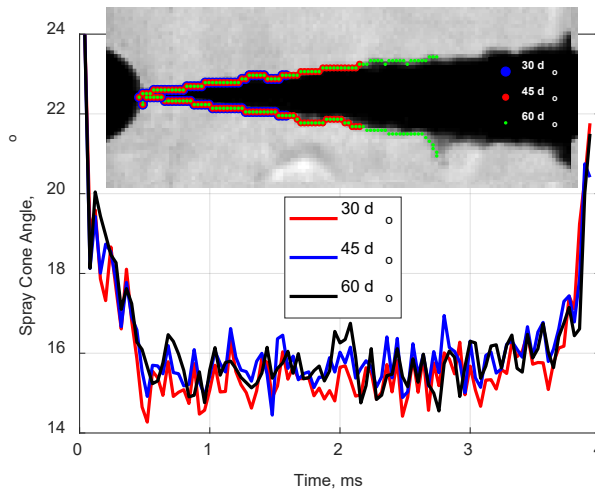 24
22
20
18
16
14
Spray Cone Angle, o
30 d o
45 d o
60 d o
30 d o
45 d o
60 d o
0
1
2
3
4
Time, ms